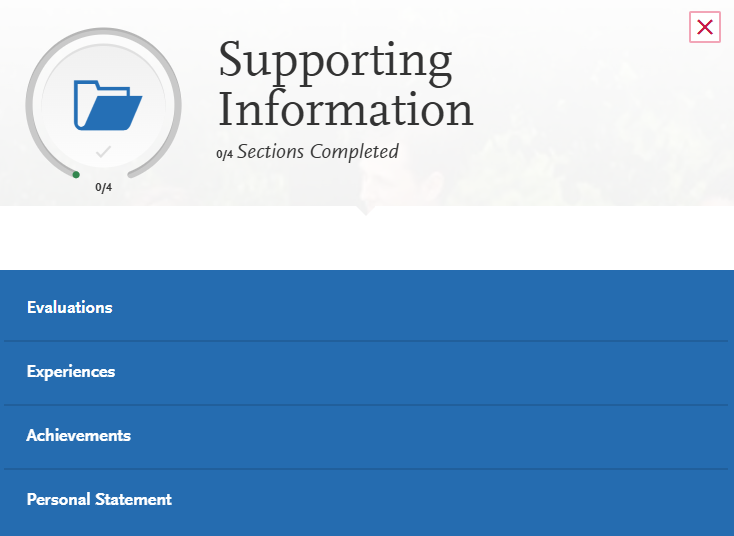 Supporting
Information
0/4 Sections Completed
0/4
Evaluations
Experiences
Achievements
Personal Statement